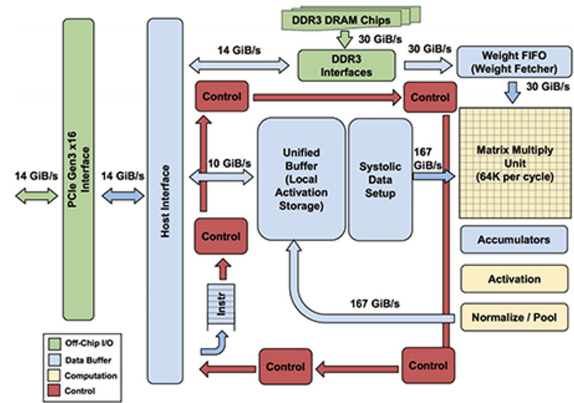 DDR3 DRAM Chips
14 GiB/s
30 GiB/s
DDR3
Interfaces
30 GiB/s
Weight FIFO
(Weight Fetcher)
30 GiB/s
Control
Control
14 GiB/s
PCIe Gen3 x16
Interface
14 GiB/s
Host Interface
10 GiB/s
Unified
Buffer
(Local
Activation
Storage)
Systolic
Data
Setup
167
GiB/s
Matrix Multiply
Unit
(64K per cycle)
Control
Accumulators
Activation
Instr
167 GiB/s
Normalize / Pool
Control
Control
Off-Chip I/O
Data Buffer
Computation
Control